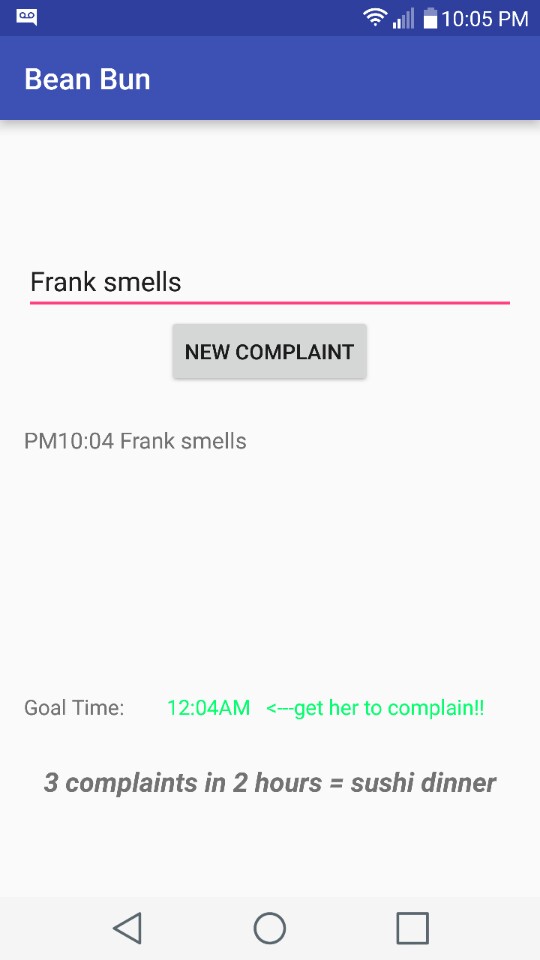 10:05 PM
Bean Bun
Frank smells
NEW COMPLAINT
PM10:04 Frank smells
Goal Time: 12:04AM <---get her to complain!!
3 complaints in 2 hours = sushi dinner